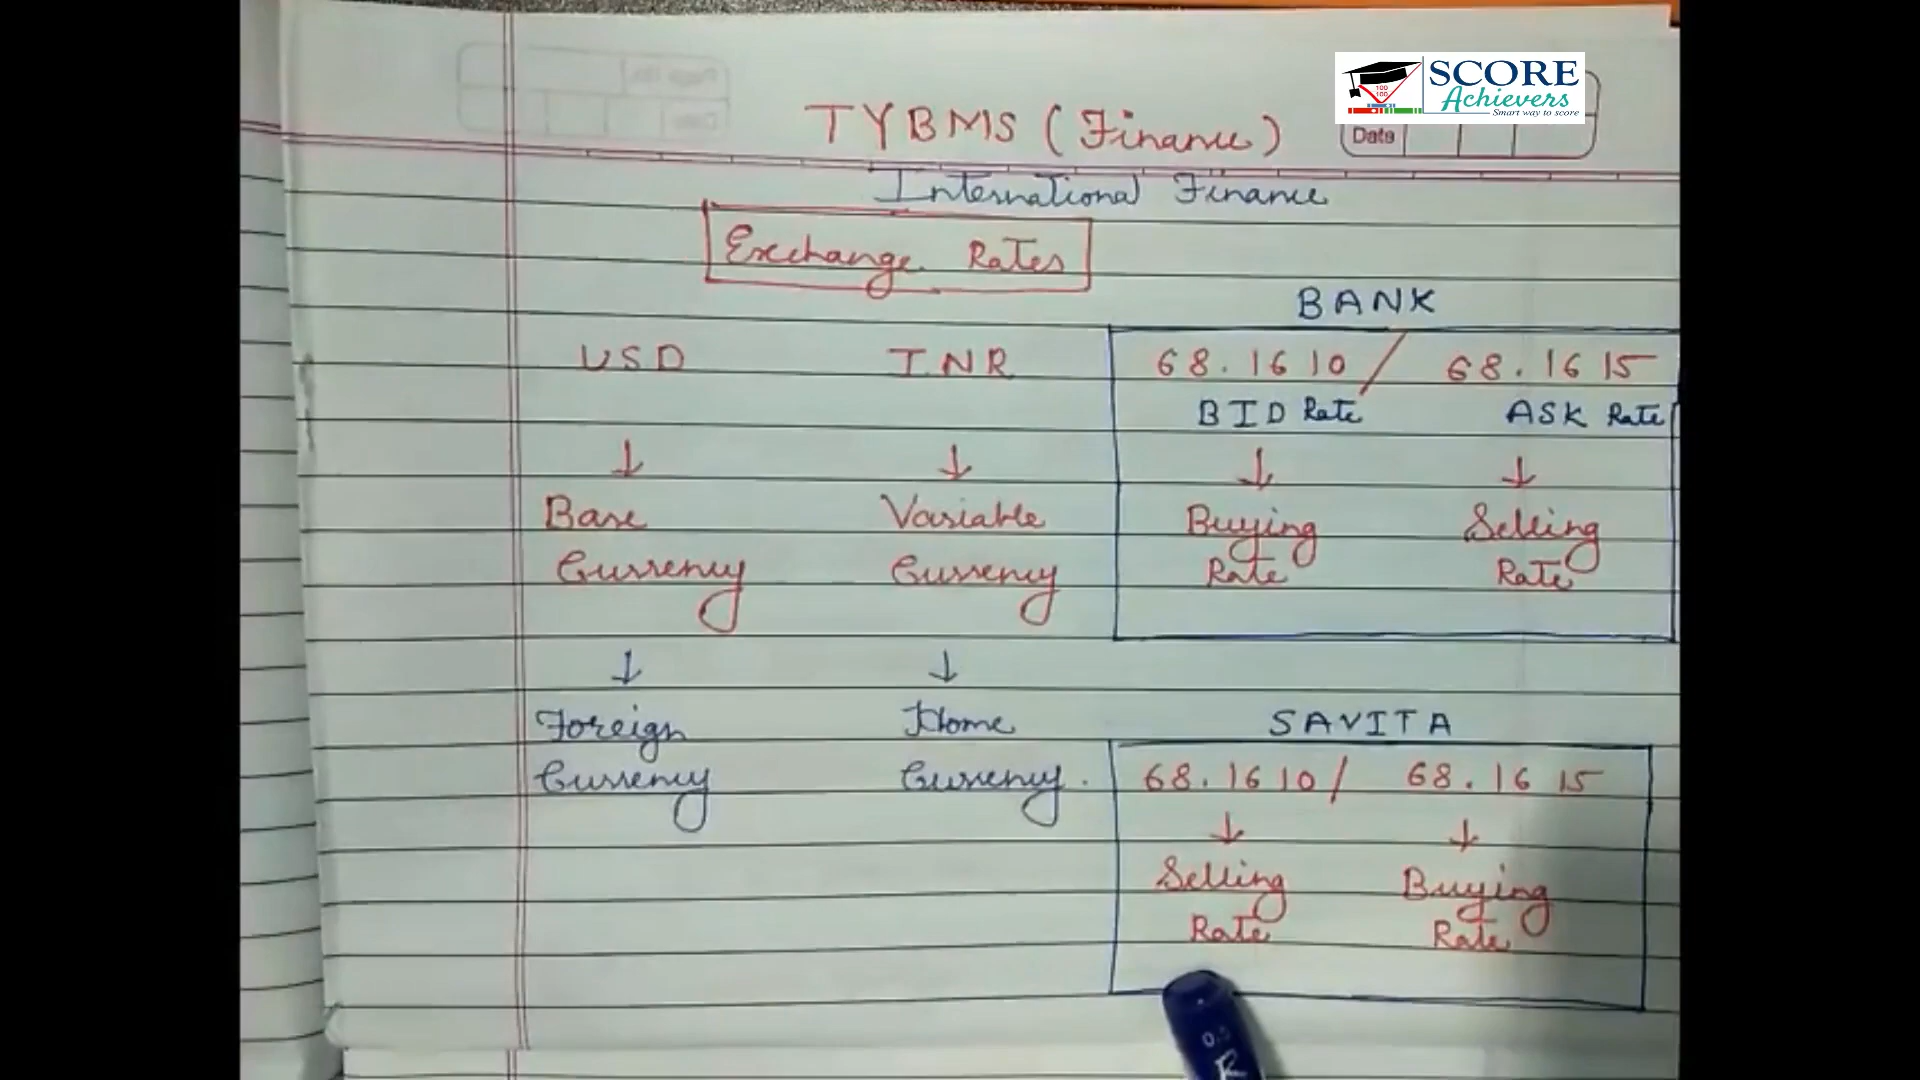 SCORE
Achievers
Smart way to score
100
100
Date
TYBMS (Finance)
International Finance
Exchange Rates
BANK
USD INR 68.1610 / 68.1615
BID Rate ASK Rate
↓ ↓ ↓ ↓
Base Variable Buying Selling
Currency Currency Rate Rate
↓ ↓
Foreign Home SAVITA
Currency Currency. 68.1610 / 68.1615
↓ ↓
Selling Buying
Rate Rate
R